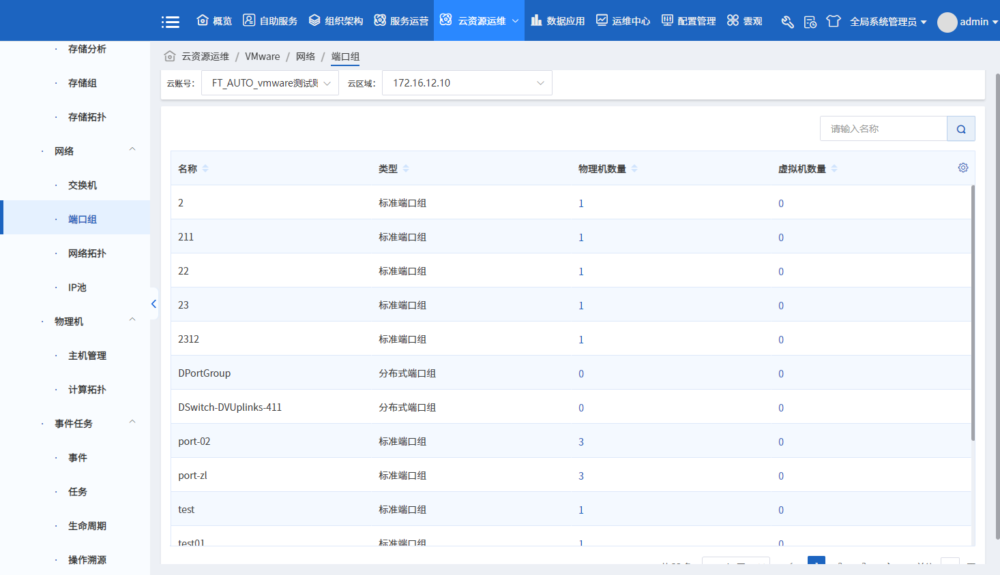 概览 自助服务 组织架构 服务运营 云资源运维 数据应用 运维中心 配置管理 雲观 全局系统管理员 admin
存储分析
存储组
存储拓扑
网络
交换机
端口组
网络拓扑
IP池
物理机
主机管理
计算拓扑
事件任务
事件
任务
生命周期
操作溯源
云资源运维 / VMware / 网络 / 端口组
云账号: FT_AUTO_vmware测试账 云区域: 172.16.12.10
请输入名称
名称 类型 物理机数量 虚拟机数量
2 标准端口组 1 0
211 标准端口组 1 0
22 标准端口组 1 0
23 标准端口组 1 0
2312 标准端口组 1 0
DPortGroup 分布式端口组 0 0
DSwitch-DVUplinks-411 分布式端口组 0 0
port-02 标准端口组 3 0
port-zl 标准端口组 3 0
test 标准端口组 1 0
test01 标准端口组 1 0